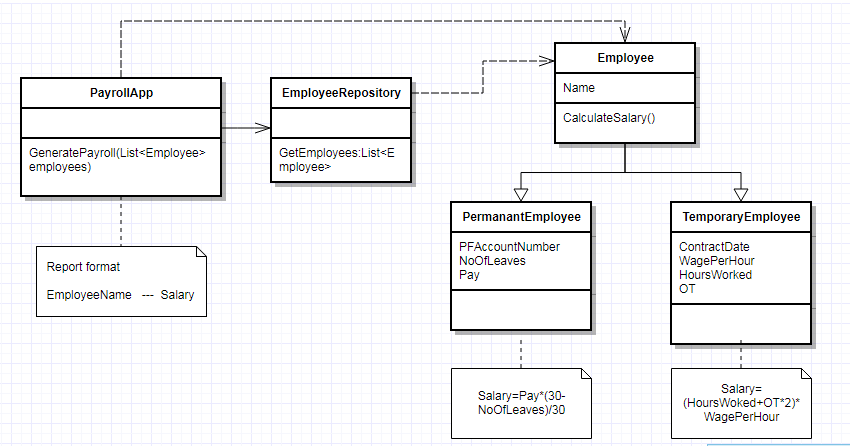 PayrollApp
GeneratePayroll(List<Employee>
employees)
Report format
EmployeeName --- Salary
EmployeeRepository
GetEmployees:List<E
mployee>
Employee
Name
CalculateSalary()
PermanantEmployee
PFAccountNumber
NoOfLeaves
Pay
Salary=Pay*(30-
NoOfLeaves)/30
TemporaryEmployee
ContractDate
WagePerHour
HoursWorked
OT
Salary=
(HoursWoked+OT*2)*
WagePerHour